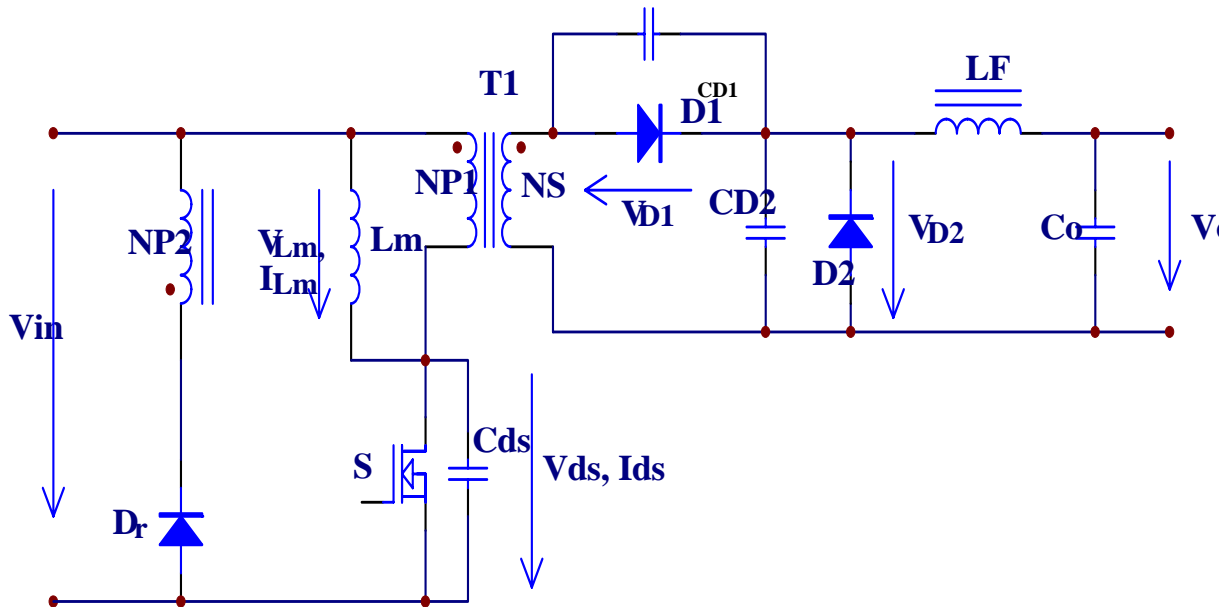 LF
T1
CD1
D1
NP1
NS
VD1
CD2
VD2
Co
NP2
VLm,
ILm
Lm
D2
Vin
Cds
S
Vds, Ids
Dr